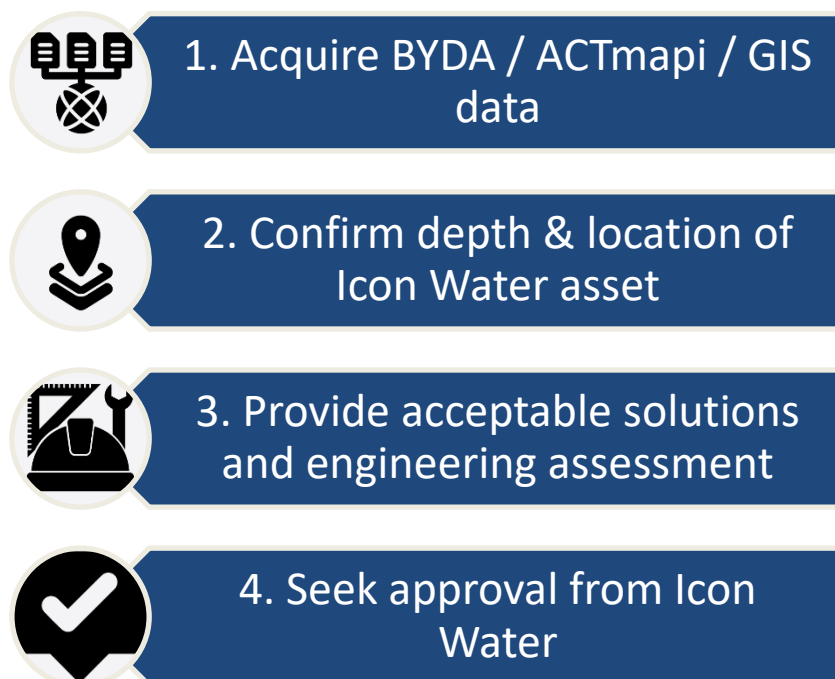 1. Acquire BYDA / ACTmapi / GIS
data
2. Confirm depth & location of
Icon Water asset
3. Provide acceptable solutions
and engineering assessment
4. Seek approval from Icon
Water